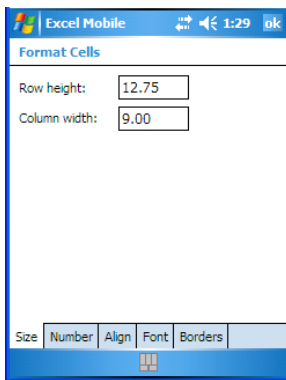 Excel Mobile 1:29 ok
Format Cells
Row height: 12.75
Column width: 9.00
Size Number Align Font Borders